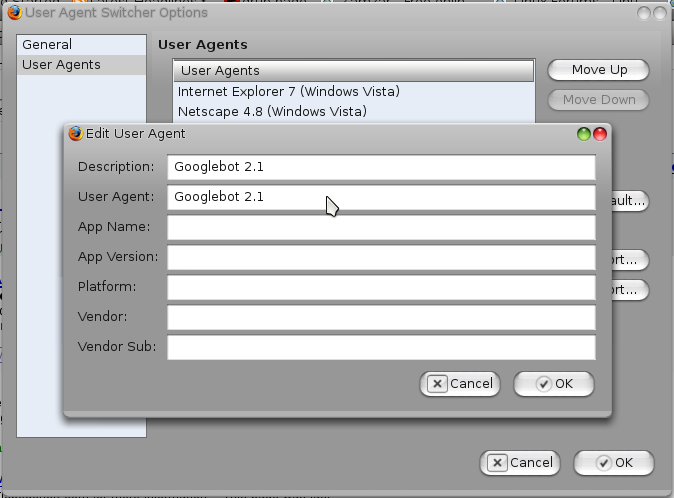 User Agent Switcher Options
General
User Agents
User Agents
User Agents
Internet Explorer 7 (Windows Vista)
Netscape 4.8 (Windows Vista)
Move Up
Move Down
Edit User Agent
Description: Googlebot 2.1
User Agent: Googlebot 2.1
App Name:
App Version:
Platform:
Vendor:
Vendor Sub:
ault...
ort...
ort...
Cancel OK
Cancel OK